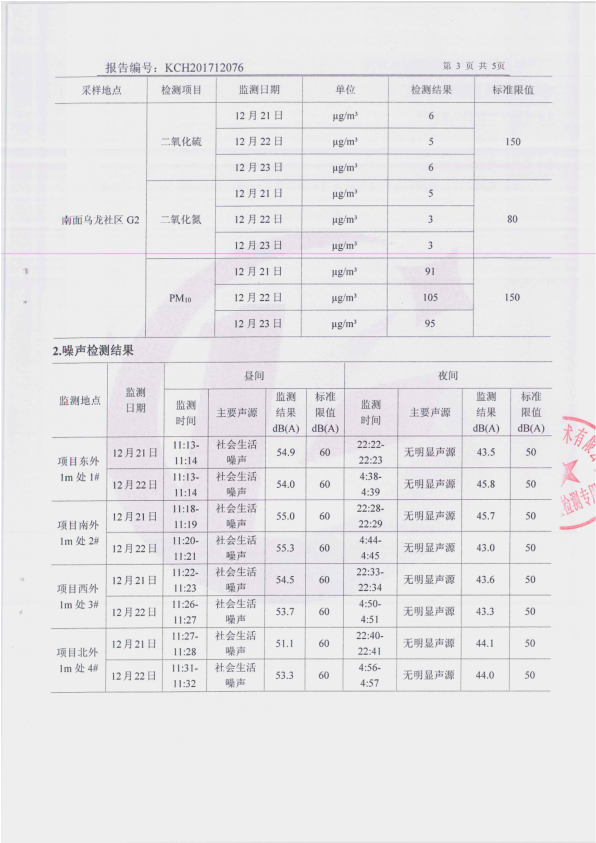 报告编号：KCH201712076 第 3 页 共 5页
采样地点 检测项目 监测日期 单位 检测结果 标准限值
南面乌龙社区 G2 二氧化硫 12 月 21 日 μg/m³ 6 150
12 月 22 日 μg/m³ 5
12 月 23 日 μg/m³ 6
二氧化氮 12 月 21 日 μg/m³ 5 80
12 月 22 日 μg/m³ 3
12 月 23 日 μg/m³ 3
PM₁₀ 12 月 21 日 μg/m³ 91 150
12 月 22 日 μg/m³ 105
12 月 23 日 μg/m³ 95
2.噪声检测结果
监测地点 监测日期 昼间 夜间
监测时间 主要声源 监测结果 dB(A) 标准限值 dB(A) 监测时间 主要声源 监测结果 dB(A) 标准限值 dB(A)
项目东外 1m 处 1# 12 月 21 日 11:13-11:14 社会生活噪声 54.9 60 22:22-22:23 无明显声源 43.5 50
12 月 22 日 11:13-11:14 社会生活噪声 54.0 60 4:38-4:39 无明显声源 45.8 50
项目南外 1m 处 2# 12 月 21 日 11:18-11:19 社会生活噪声 55.0 60 22:28-22:29 无明显声源 45.7 50
12 月 22 日 11:20-11:21 社会生活噪声 55.3 60 4:44-4:45 无明显声源 43.0 50
项目西外 1m 处 3# 12 月 21 日 11:22-11:23 社会生活噪声 54.5 60 22:33-22:34 无明显声源 43.6 50
12 月 22 日 11:26-11:27 社会生活噪声 53.7 60 4:50-4:51 无明显声源 43.3 50
项目北外 1m 处 4# 12 月 21 日 11:27-11:28 社会生活噪声 51.1 60 22:40-22:41 无明显声源 44.1 50
12 月 22 日 11:31-11:32 社会生活噪声 53.3 60 4:56-4:57 无明显声源 44.0 50
术有限
检测专用